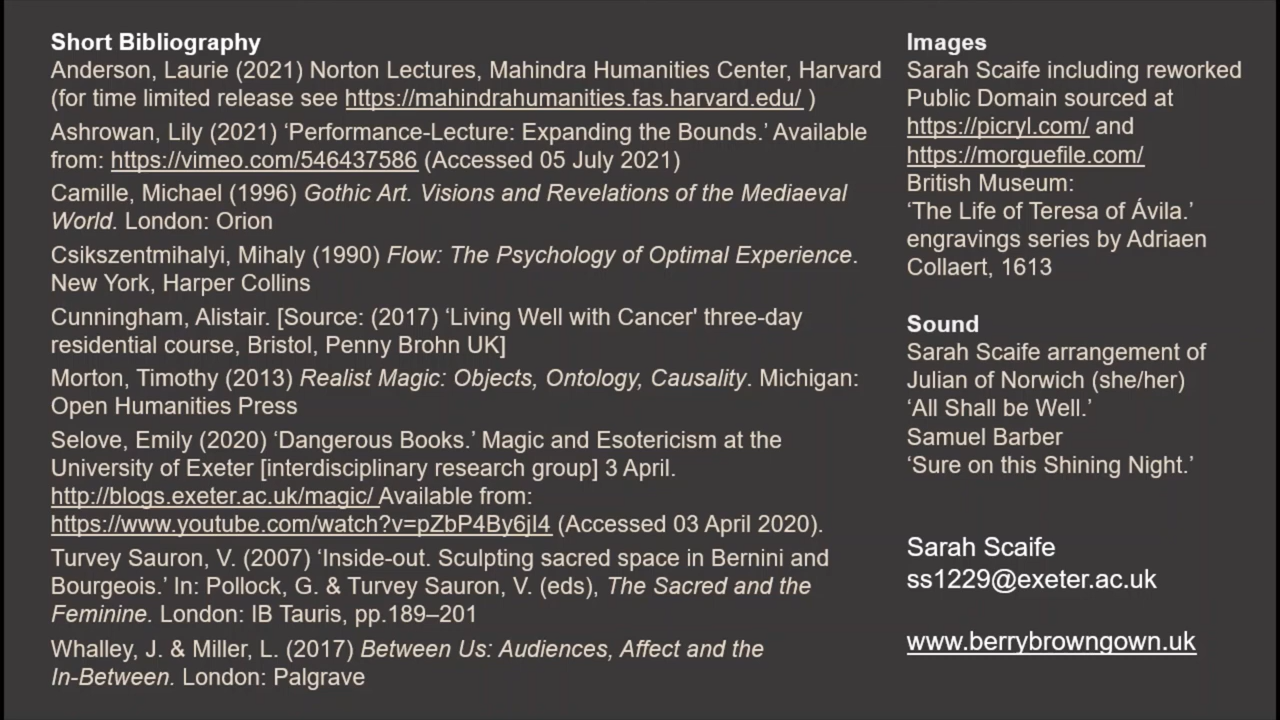 Short Bibliography
Anderson, Laurie (2021) Norton Lectures, Mahindra Humanities Center, Harvard
(for time limited release see https://mahindrahumanities.fas.harvard.edu/ )
Ashrowan, Lily (2021) ‘Performance-Lecture: Expanding the Bounds.’ Available
from: https://vimeo.com/546437586 (Accessed 05 July 2021)
Camille, Michael (1996) Gothic Art. Visions and Revelations of the Mediaeval
World. London: Orion
Csikszentmihalyi, Mihaly (1990) Flow: The Psychology of Optimal Experience.
New York, Harper Collins
Cunningham, Alistair. [Source: (2017) ‘Living Well with Cancer' three-day
residential course, Bristol, Penny Brohn UK]
Morton, Timothy (2013) Realist Magic: Objects, Ontology, Causality. Michigan:
Open Humanities Press
Selove, Emily (2020) ‘Dangerous Books.’ Magic and Esotericism at the
University of Exeter [interdisciplinary research group] 3 April.
http://blogs.exeter.ac.uk/magic/ Available from:
https://www.youtube.com/watch?v=pZbP4By6jI4 (Accessed 03 April 2020).
Turvey Sauron, V. (2007) ‘Inside-out. Sculpting sacred space in Bernini and
Bourgeois.’ In: Pollock, G. & Turvey Sauron, V. (eds), The Sacred and the
Feminine. London: IB Tauris, pp.189–201
Whalley, J. & Miller, L. (2017) Between Us: Audiences, Affect and the
In-Between. London: Palgrave
Images
Sarah Scaife including reworked
Public Domain sourced at
https://picryl.com/ and
https://morguefile.com/
British Museum:
‘The Life of Teresa of Ávila.’
engravings series by Adriaen
Collaert, 1613
Sound
Sarah Scaife arrangement of
Julian of Norwich (she/her)
‘All Shall be Well.’
Samuel Barber
‘Sure on this Shining Night.’
Sarah Scaife
ss1229@exeter.ac.uk
www.berrybrowngown.uk